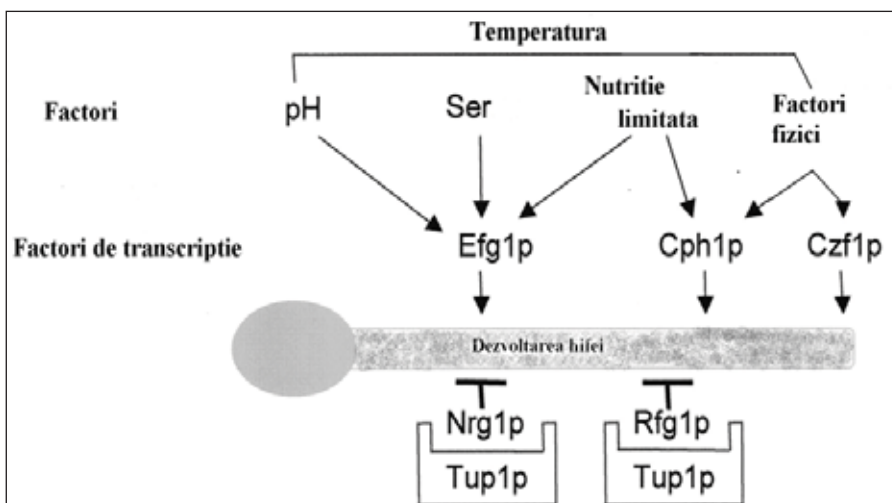 Temperatura
Factori
pH
Ser
Nutritie
limitata
Factori
fizici
Factori de transcriptie
Efg1p
Cph1p
Czf1p
Dezvoltarea hifei
Nrg1p
Rfg1p
Tup1p
Tup1p